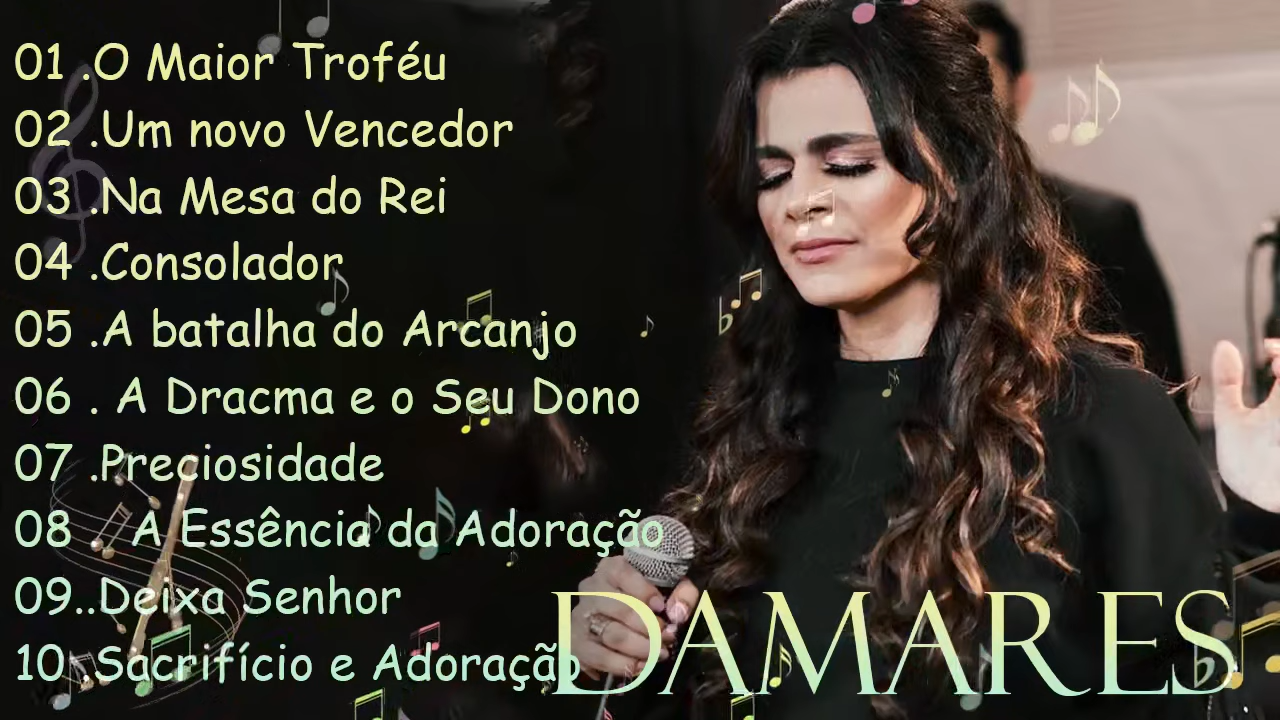 01 .O Maior Troféu
02 .Um novo Vencedor
03 .Na Mesa do Rei
04 .Consolador
05 .A batalha do Arcanjo
06 . A Dracma e o Seu Dono
07 .Preciosidade
08 . A Essência da Adoração
09..Deixa Senhor
10 .Sacrifício e Adoração
DAMARES